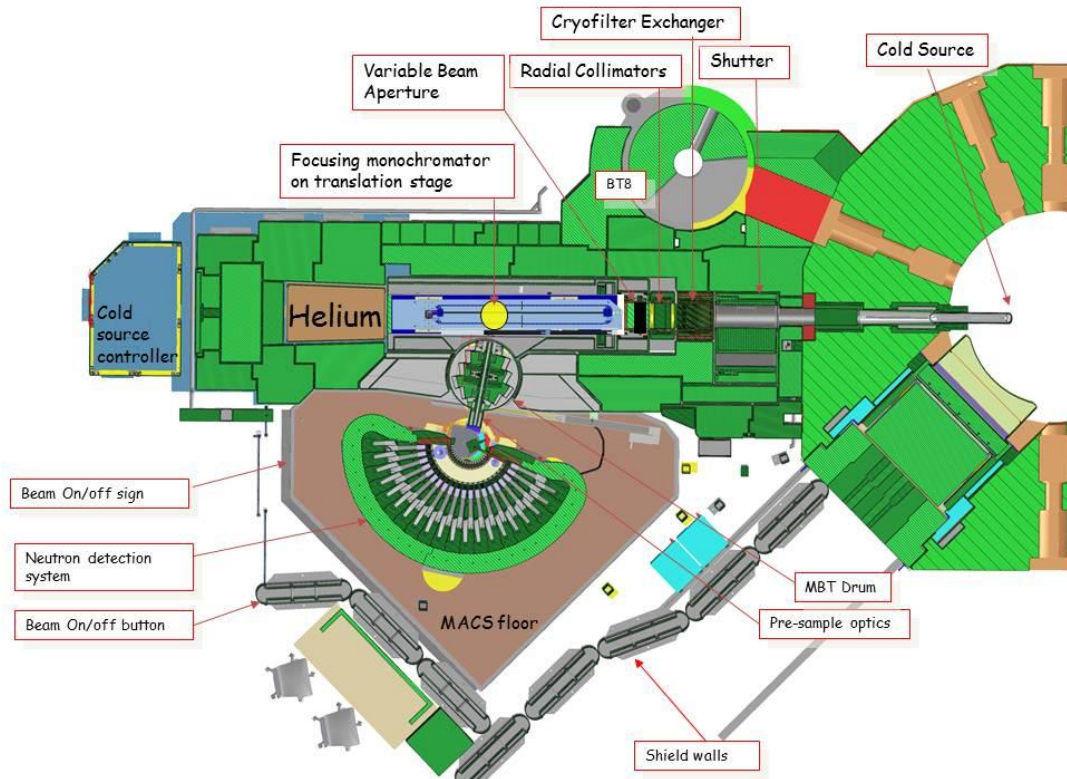 Cryofilter Exchanger
Cold Source
Variable Beam
Aperture
Radial Collimators
Shutter
Focusing monochromator
on translation stage
BT8
Helium
Cold
source
controller
Beam On/off sign
Neutron detection
system
Beam On/off button
MACS floor
MBT Drum
Pre-sample optics
Shield walls